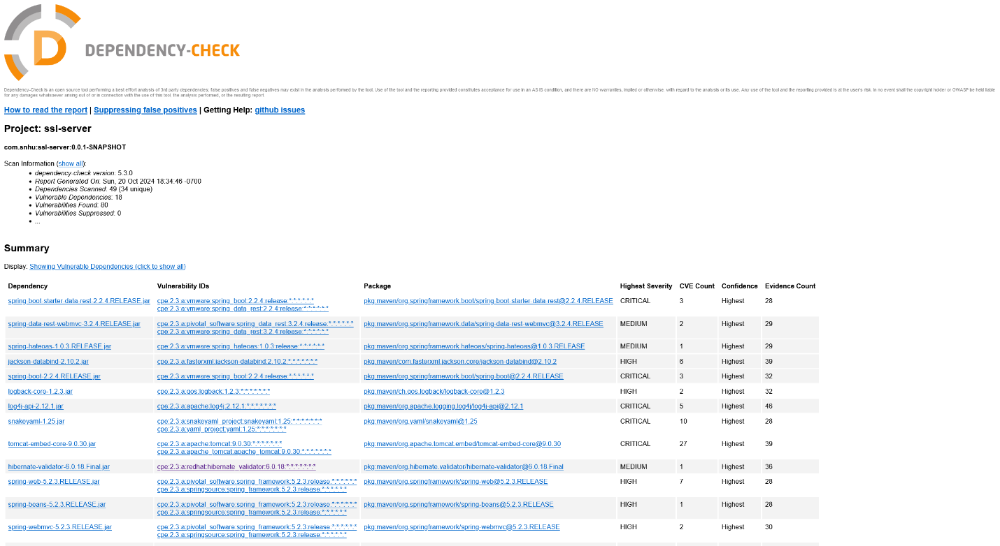 DEPENDENCY-CHECK
Dependency-Check is an open source tool performing a best effort analysis of 3rd party dependencies; false positives and false negatives may exist in the analysis performed by the tool. Use of the tool and the reporting provided constitutes acceptance for use in an AS IS condition, and there are NO warranties, implied or otherwise, with regard to the analysis or its use. Any use of the tool and the reporting provided is at the user's risk. In no event shall the copyright holder or OWASP be held liable
for any damages whatsoever arising out of or in connection with the use of this tool, the analysis performed, or the resulting report.
How to read the report | Suppressing false positives | Getting Help: github issues
Project: ssl-server
com.snhu:ssl-server:0.0.1-SNAPSHOT
Scan Information (show all):
• dependency-check version: 5.3.0
• Report Generated On: Sun, 20 Oct 2024 18:34:46 -0700
• Dependencies Scanned: 49 (34 unique)
• Vulnerable Dependencies: 18
• Vulnerabilities Found: 80
• Vulnerabilities Suppressed: 0
• ...
Summary
Display: Showing Vulnerable Dependencies (click to show all)
Dependency Vulnerability IDs Package Highest Severity CVE Count Confidence Evidence Count
spring-boot-starter-data-rest-2.2.4.RELEASE.jar cpe:2.3:a:vmware:spring_boot:2.2.4:release:*:*:*:*:*:* pkg:maven/org.springframework.boot/spring-boot-starter-data-rest@2.2.4.RELEASE CRITICAL 3 Highest 28
cpe:2.3:a:vmware:spring_data_rest:2.2.4:release:*:*:*:*:*:*
spring-data-rest-webmvc-3.2.4.RELEASE.jar cpe:2.3:a:pivotal_software:spring_data_rest:3.2.4:release:*:*:*:*:*:* pkg:maven/org.springframework.data/spring-data-rest-webmvc@3.2.4.RELEASE MEDIUM 2 Highest 29
cpe:2.3:a:vmware:spring_data_rest:3.2.4:release:*:*:*:*:*:*
spring-hateoas-1.0.3.RELEASE.jar cpe:2.3:a:vmware:spring_hateoas:1.0.3:release:*:*:*:*:*:* pkg:maven/org.springframework.hateoas/spring-hateoas@1.0.3.RELEASE MEDIUM 1 Highest 29
jackson-databind-2.10.2.jar cpe:2.3:a:fasterxml:jackson-databind:2.10.2:*:*:*:*:*:*:* pkg:maven/com.fasterxml.jackson.core/jackson-databind@2.10.2 HIGH 6 Highest 39
spring-boot-2.2.4.RELEASE.jar cpe:2.3:a:vmware:spring_boot:2.2.4:release:*:*:*:*:*:* pkg:maven/org.springframework.boot/spring-boot@2.2.4.RELEASE CRITICAL 3 Highest 32
logback-core-1.2.3.jar cpe:2.3:a:qos:logback:1.2.3:*:*:*:*:*:*:* pkg:maven/ch.qos.logback/logback-core@1.2.3 HIGH 2 Highest 32
log4j-api-2.12.1.jar cpe:2.3:a:apache:log4j:2.12.1:*:*:*:*:*:*:* pkg:maven/org.apache.logging.log4j/log4j-api@2.12.1 CRITICAL 5 Highest 46
snakeyaml-1.25.jar cpe:2.3:a:snakeyaml_project:snakeyaml:1.25:*:*:*:*:*:*:* pkg:maven/org.yaml/snakeyaml@1.25 CRITICAL 10 Highest 28
cpe:2.3:a:yaml_project:yaml:1.25:*:*:*:*:*:*:*
tomcat-embed-core-9.0.30.jar cpe:2.3:a:apache:tomcat:9.0.30:*:*:*:*:*:*:* pkg:maven/org.apache.tomcat.embed/tomcat-embed-core@9.0.30 CRITICAL 27 Highest 39
cpe:2.3:a:apache_tomcat:apache_tomcat:9.0.30:*:*:*:*:*:*:*
hibernate-validator-6.0.18.Final.jar cpe:2.3:a:redhat:hibernate_validator:6.0.18:*:*:*:*:*:*:* pkg:maven/org.hibernate.validator/hibernate-validator@6.0.18.Final MEDIUM 1 Highest 36
spring-web-5.2.3.RELEASE.jar cpe:2.3:a:pivotal_software:spring_framework:5.2.3:release:*:*:*:*:*:* pkg:maven/org.springframework/spring-web@5.2.3.RELEASE HIGH 7 Highest 28
cpe:2.3:a:springsource:spring_framework:5.2.3:release:*:*:*:*:*:*
spring-beans-5.2.3.RELEASE.jar cpe:2.3:a:pivotal_software:spring_framework:5.2.3:release:*:*:*:*:*:* pkg:maven/org.springframework/spring-beans@5.2.3.RELEASE HIGH 1 Highest 28
cpe:2.3:a:springsource:spring_framework:5.2.3:release:*:*:*:*:*:*
spring-webmvc-5.2.3.RELEASE.jar cpe:2.3:a:pivotal_software:spring_framework:5.2.3:release:*:*:*:*:*:* pkg:maven/org.springframework/spring-webmvc@5.2.3.RELEASE HIGH 2 Highest 30
cpe:2.3:a:springsource:spring_framework:5.2.3:release:*:*:*:*:*:*